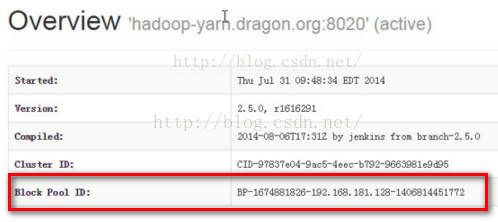 Overview 'hadoop-yarn.dragon.org:8020' (active)
http://blog.csdn.net/
Started: Thu Jul 31 09:48:34 EDT 2014
Version: 2.5.0, r1616291
Compiled: 2014-08-06T17:31Z by jenkins from branch-2.5.0
http://blog.csdn.net/
Cluster ID: CID-97837e04-9ac5-4eec-b792-9663981e9d95
Block Pool ID: BP-1674881826-192.168.181.128-1406814451772